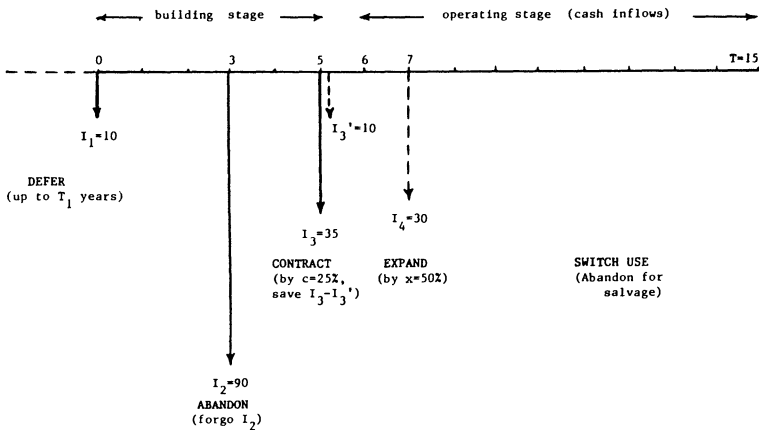 building stage operating stage (cash inflows)
0 3 5 6 7 T=15
I₁=10 I₃'=10
DEFER
(up to T₁ years)
I₃=35 I₄=30
CONTRACT EXPAND SWITCH USE
(by c=25%, (by x=50%) (Abandon for
save I₃-I₃') salvage)
I₂=90
ABANDON
(forgo I₂)